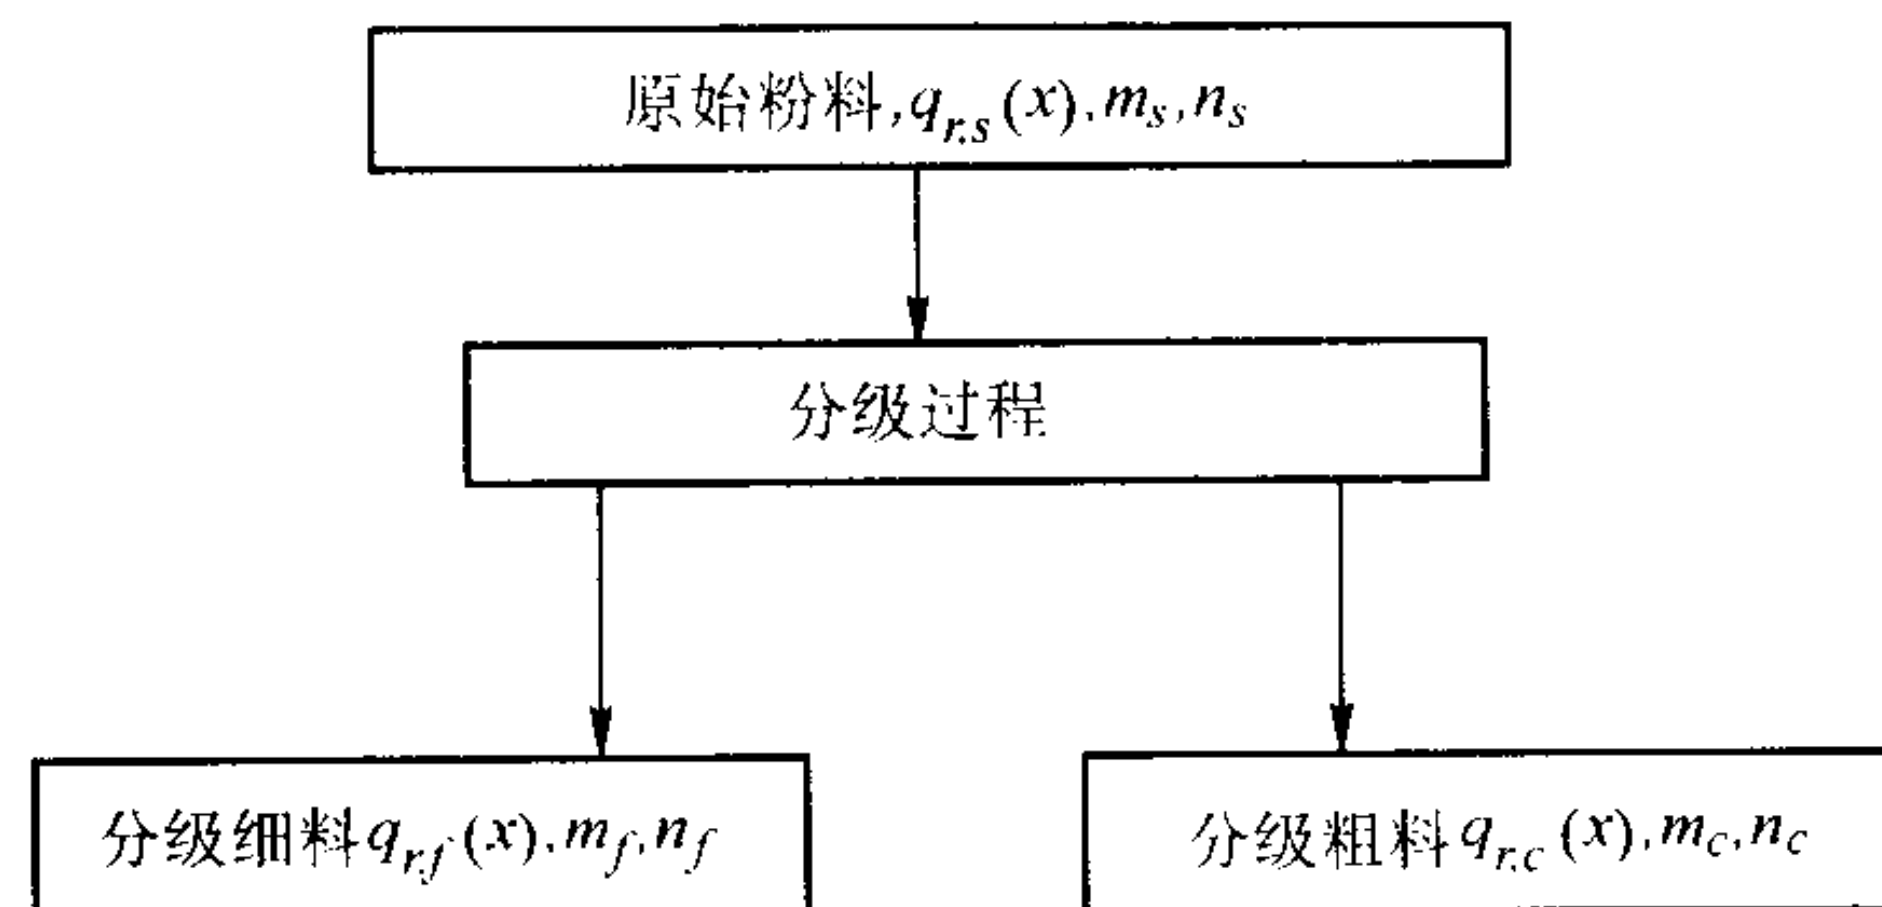 原始粉料,q_{r,s}(x),m_s,n_s
分级过程
分级细料q_{r,f}(x),m_f,n_f
分级粗料q_{r,c}(x),m_c,n_c